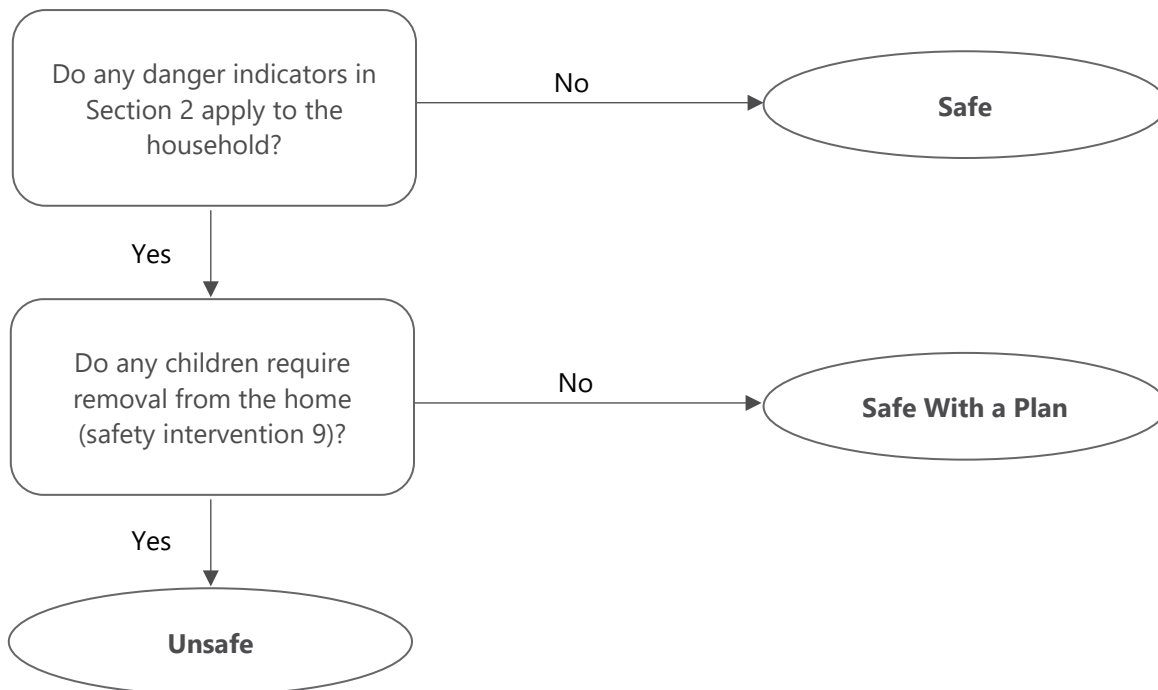 Do any danger indicators in
Section 2 apply to the
household?
No
Safe
Yes
Do any children require
removal from the home
(safety intervention 9)?
No
Safe With a Plan
Yes
Unsafe